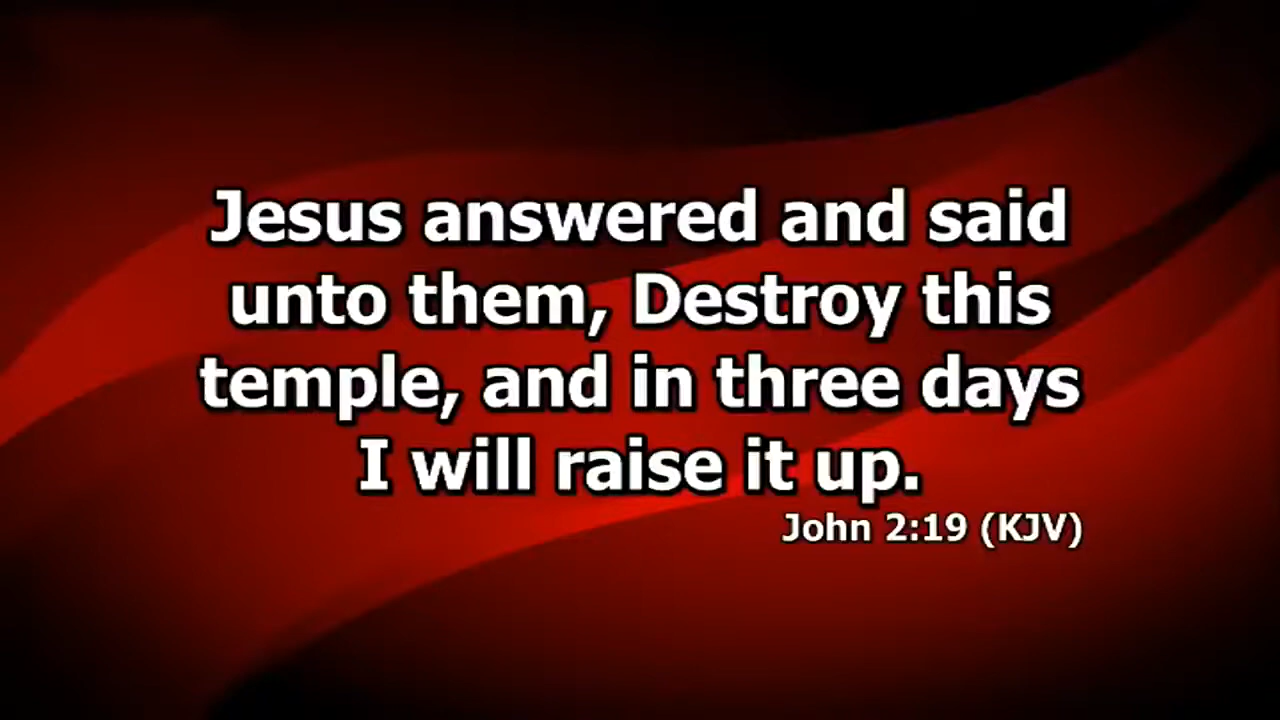 Jesus answered and said
unto them, Destroy this
temple, and in three days
I will raise it up.
John 2:19 (KJV)